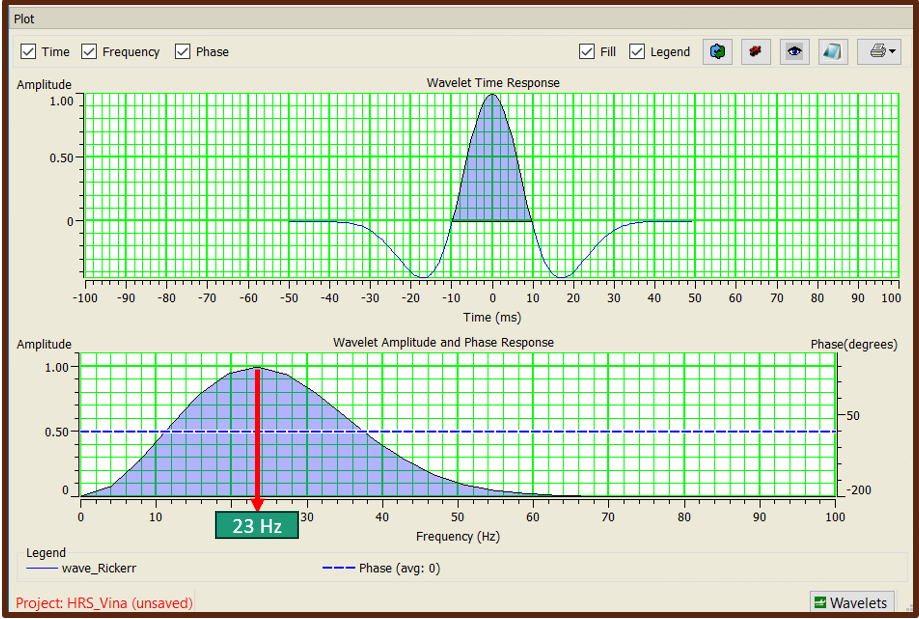 Plot
Time Frequency Phase Fill Legend
Amplitude Wavelet Time Response
1.00
0.50
0
-100 -90 -80 -70 -60 -50 -40 -30 -20 -10 0 10 20 30 40 50 60 70 80 90 100
Time (ms)
Amplitude Wavelet Amplitude and Phase Response Phase(degrees)
1.00
50
0.50
0 -200
0 10 30 40 50 60 70 80 90 100
23 Hz
Frequency (Hz)
Legend
wave_Rickerr Phase (avg: 0)
Project: HRS_Vina (unsaved) Wavelets